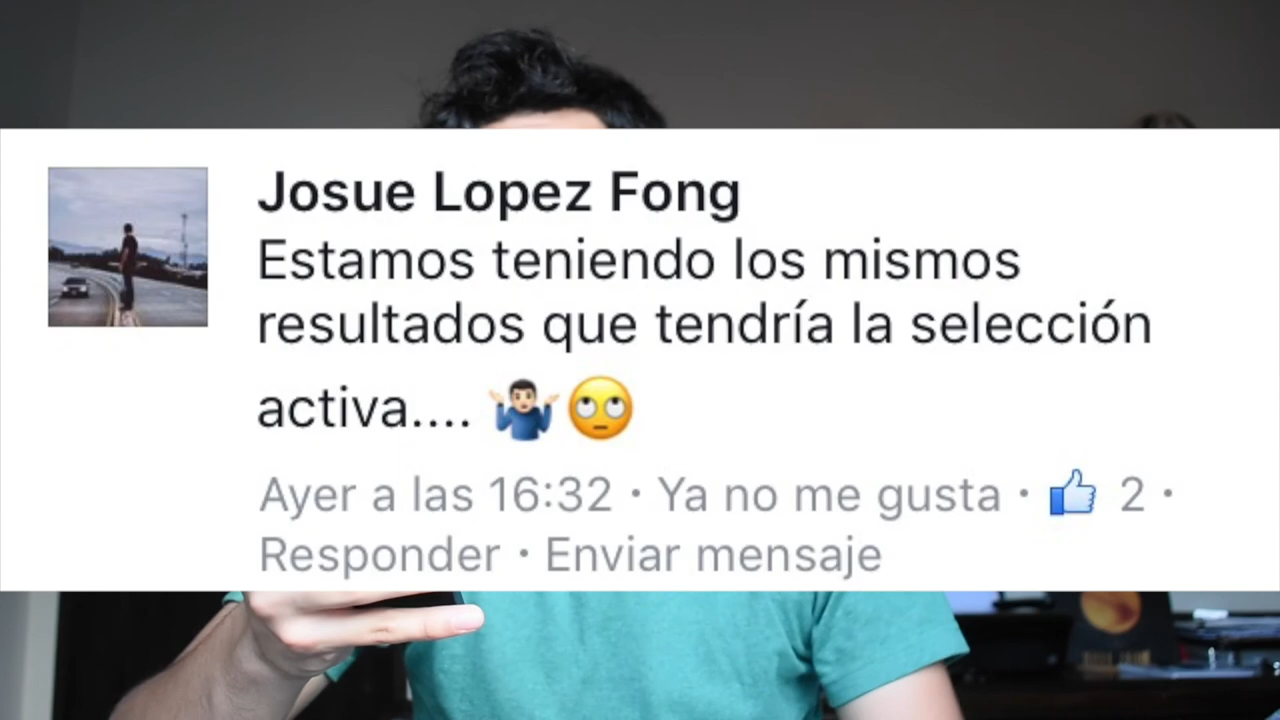 Josue Lopez Fong
Estamos teniendo los mismos
resultados que tendría la selección
activa.... 🤷🏻‍♂️🙄
Ayer a las 16:32 · Ya no me gusta · 👍 2 ·
Responder · Enviar mensaje